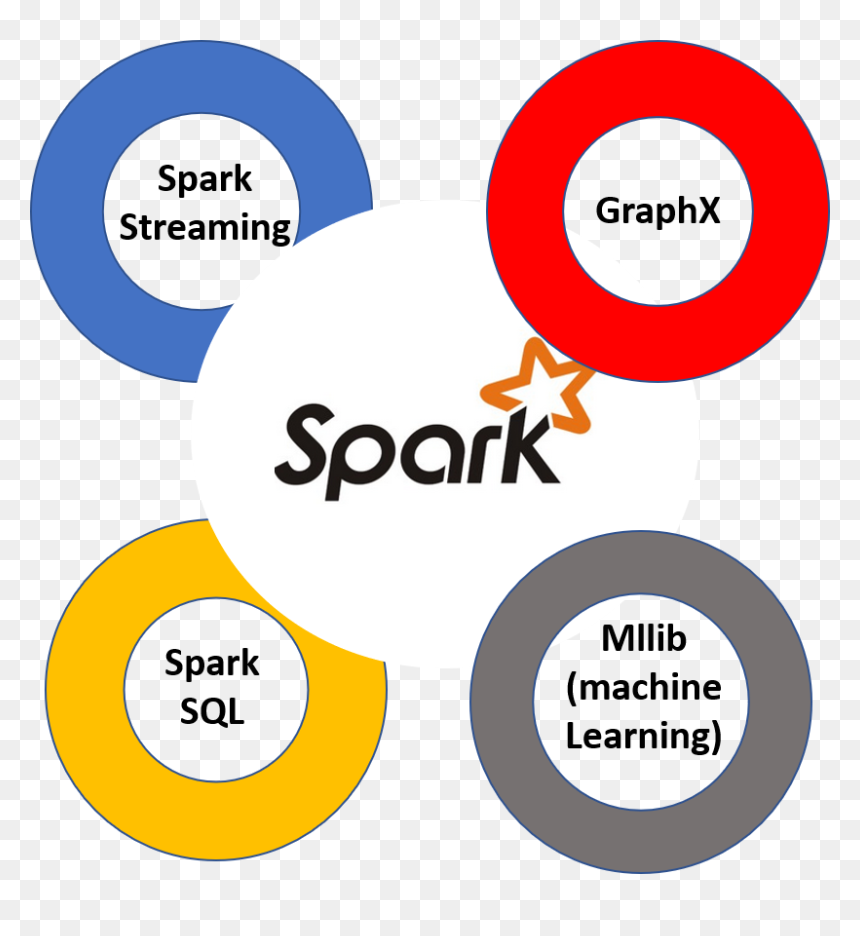 Spark
Streaming
GraphX
Spark
Spark
SQL
Mllib
(machine
Learning)